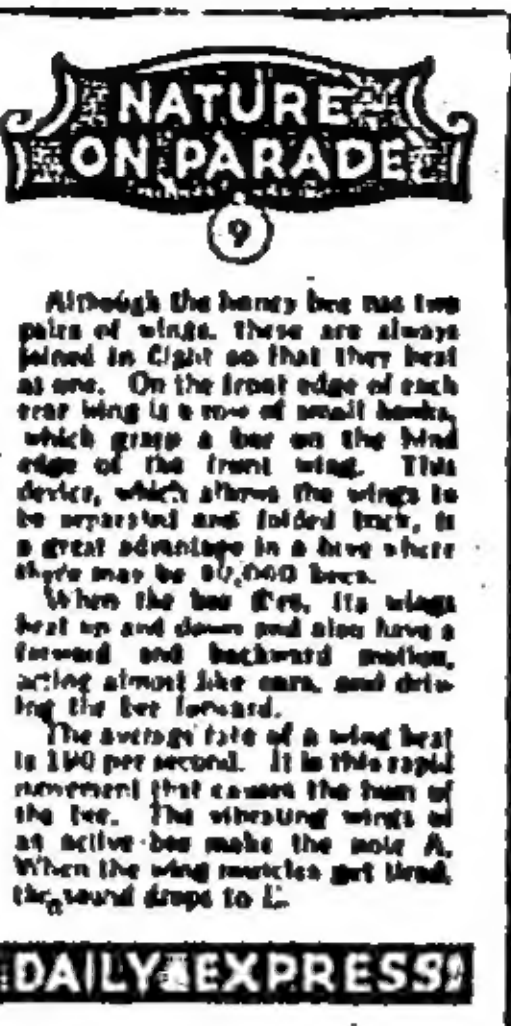 NATURE
ON PARADE
9
Although the honey bee has two
pairs of wings, these are always
joined in flight so that they beat
as one. On the front edge of each
rear wing is a row of small hooks,
which grasp a bar on the hind
edge of the front wing. This
device, which allows the wings to
be separated and folded back, is
a great advantage in a hive where
there may be bees.
When the bee flies, its wings
beat up and down and also have a
forward and backward motion,
acting almost like oars, and driv-
ing the bee forward.
The average rate of a wing beat
is 190 per second. It is this rapid
movement that causes the hum of
the bee. The vibrating wings of
an active bee make the note A.
When the wing muscles get tired,
the sound drops to
DAILY EXPRESS